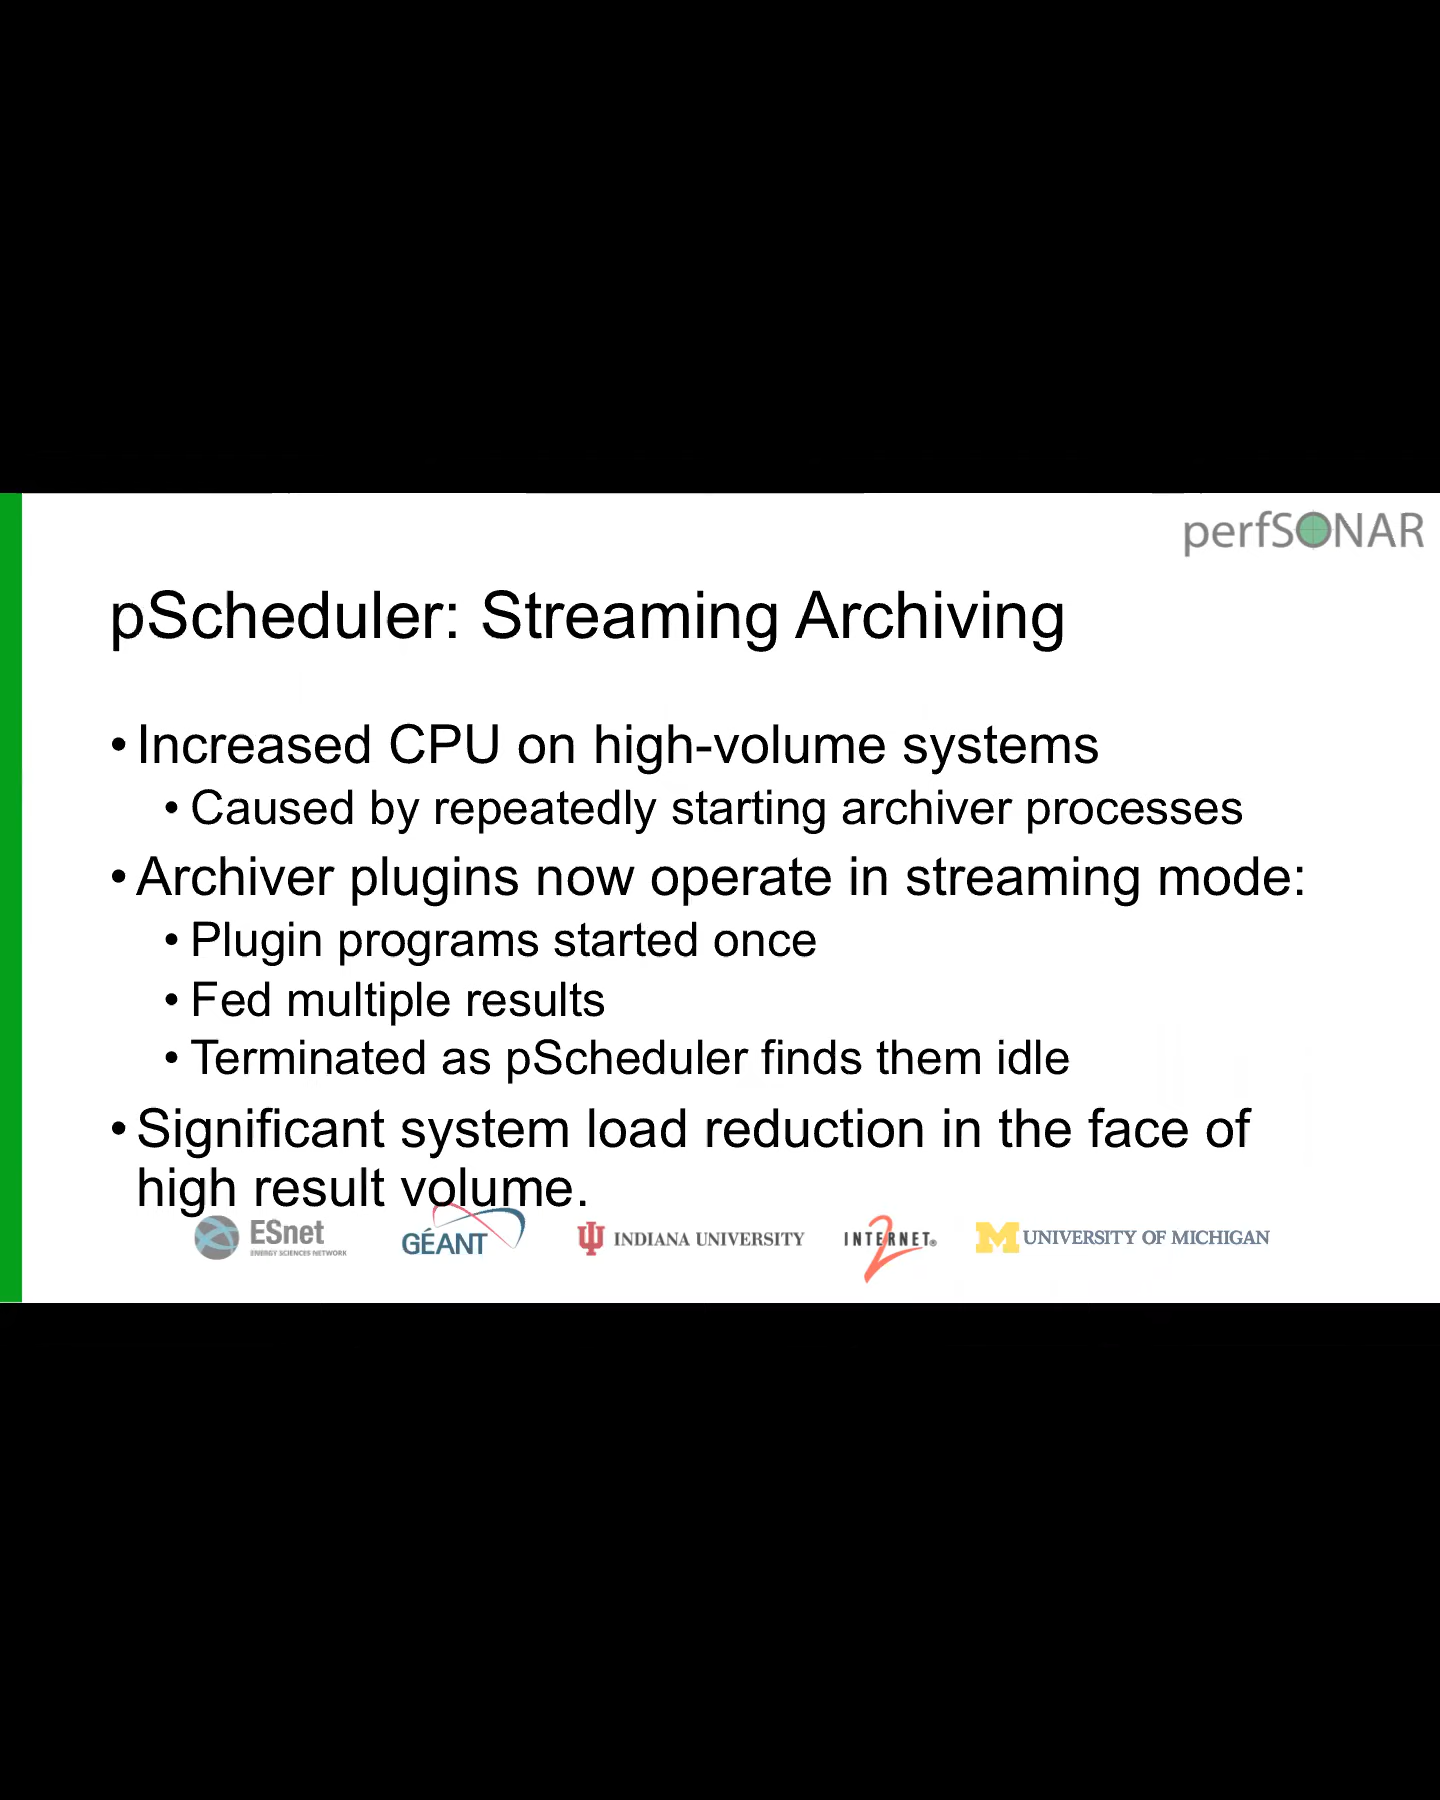 perfSONAR
pScheduler: Streaming Archiving
• Increased CPU on high-volume systems
• Caused by repeatedly starting archiver processes
• Archiver plugins now operate in streaming mode:
• Plugin programs started once
• Fed multiple results
• Terminated as pScheduler finds them idle
• Significant system load reduction in the face of
high result volume.
ESnet
ENERGY SCIENCES NETWORK
GÉANT
INDIANA UNIVERSITY
INTERNET®
2
M UNIVERSITY OF MICHIGAN